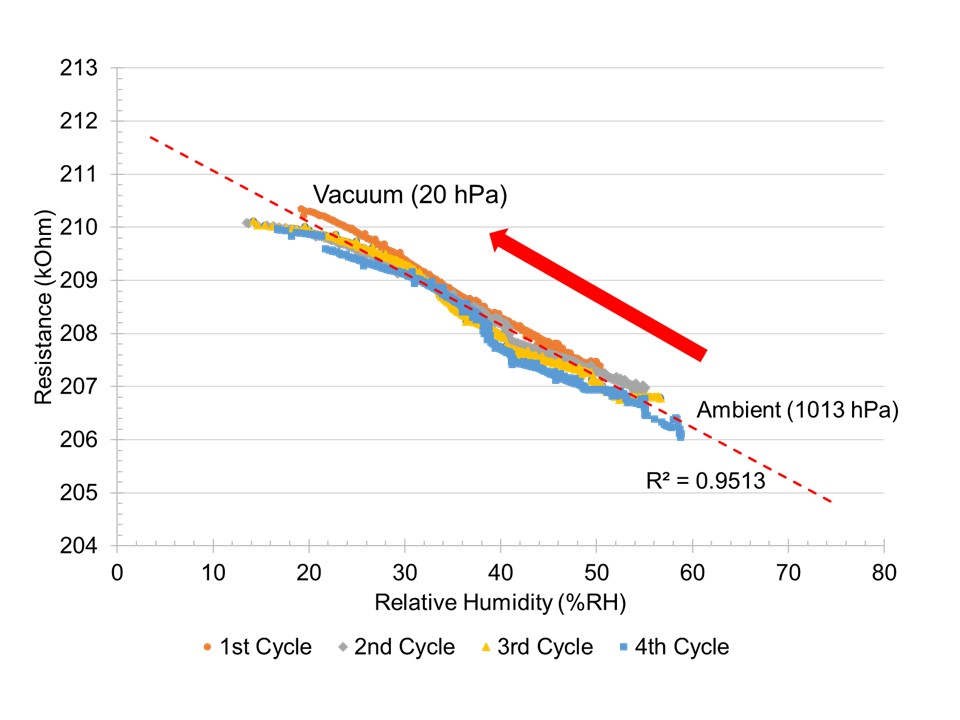 213
212
211
210
209
208
207
206
205
204
Resistance (kOhm)
Vacuum (20 hPa)
Ambient (1013 hPa)
R² = 0.9513
0 10 20 30 40 50 60 70 80
Relative Humidity (%RH)
1st Cycle 2nd Cycle 3rd Cycle 4th Cycle